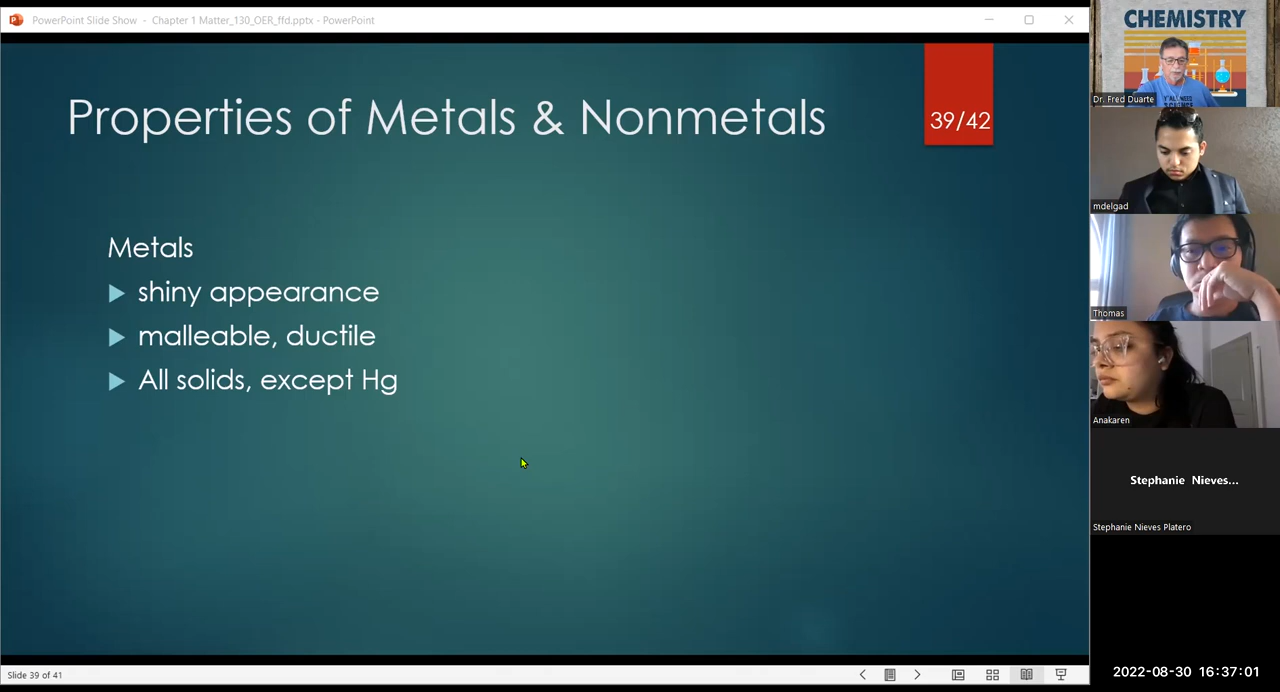 PowerPoint Slide Show - Chapter 1 Matter_130_OER_ffd.pptx - PowerPoint
Properties of Metals & Nonmetals
39/42
Metals
shiny appearance
malleable, ductile
All solids, except Hg
Slide 39 of 41
CHEMISTRY
Y'ALL NEED
Dr. Fred Duarte
mdelgad
Thomas
Anakaren
Stephanie Nieves...
Stephanie Nieves Platero
2022-08-30 16:37:01